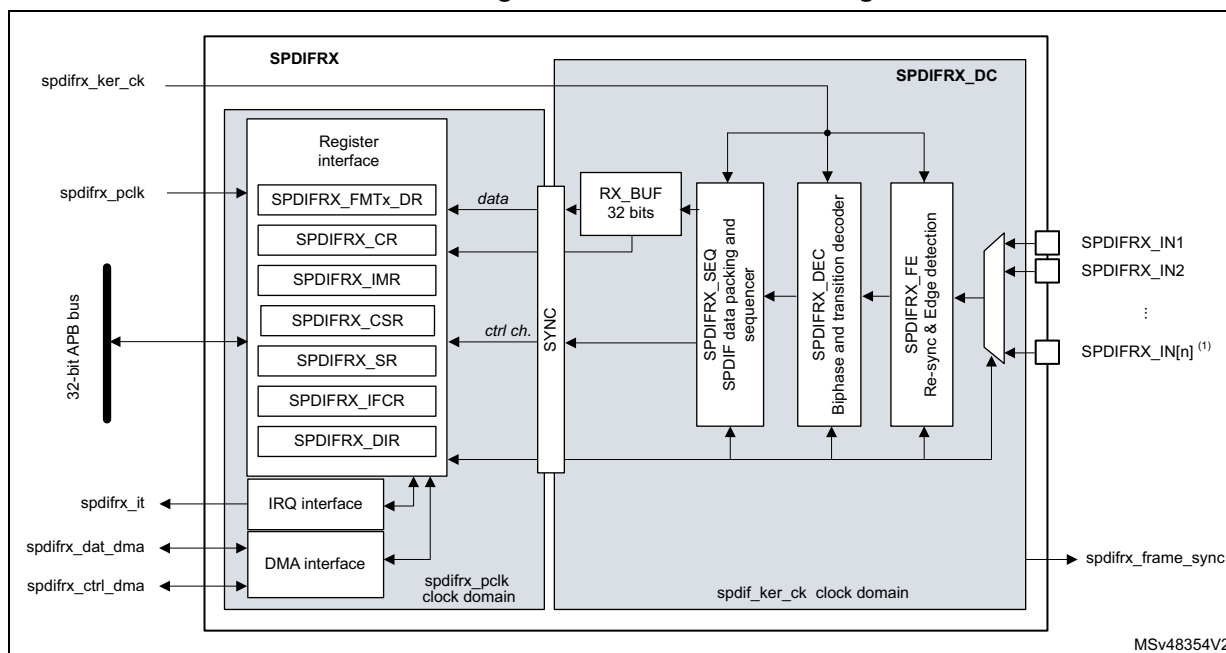 SPDIFRX
SPDIFRX_DC
spdifrx_ker_ck
Register
interface
spdifrx_pclk
SPDIFRX_FMTx_DR
SPDIFRX_CR
SPDIFRX_IMR
SPDIFRX_CSR
SPDIFRX_SR
SPDIFRX_IFCR
SPDIFRX_DIR
data
ctrl ch.
SYNC
RX_BUF
32 bits
SPDIFRX_SEQ
SPDIF data packing and
sequencer
SPDIFRX_DEC
Biphase and transition decoder
SPDIFRX_FE
Re-sync & Edge detection
SPDIFRX_IN1
SPDIFRX_IN2
...
SPDIFRX_IN[n] (1)
32-bit APB bus
spdifrx_it
IRQ interface
spdifrx_dat_dma
DMA interface
spdifrx_ctrl_dma
spdifrx_pclk
clock domain
spdif_ker_ck clock domain
spdifrx_frame_sync
MSv48354V2